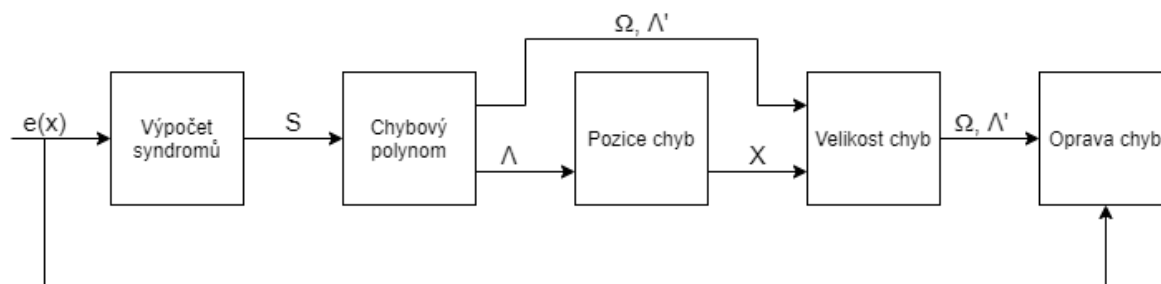 Ω, Λ'
e(x)
Výpočet
syndromů
S
Chybový
polynom
Λ
Pozice chyb
X
Velikost chyb
Ω, Λ'
Oprava chyb